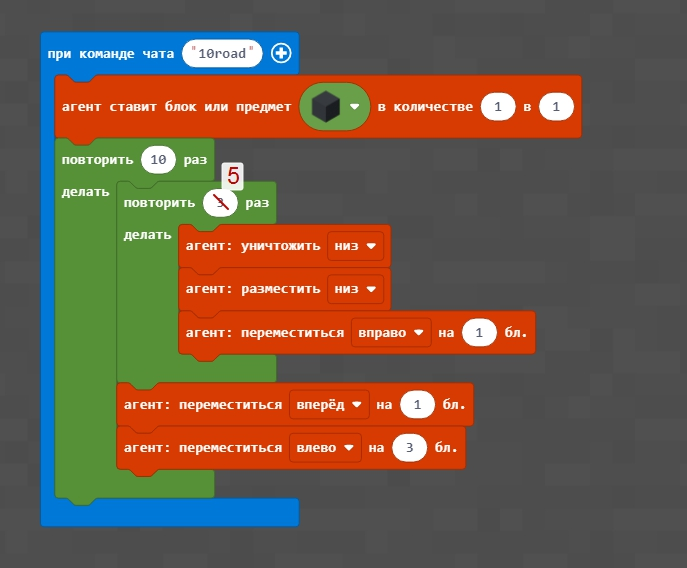 при команде чата "10road"
агент ставит блок или предмет в количестве 1 в 1
повторить 10 раз
5
делать повторить 3 раз
делать агент: уничтожить низ
агент: разместить низ
агент: переместиться вправо на 1 бл.
агент: переместиться вперёд на 1 бл.
агент: переместиться влево на 3 бл.